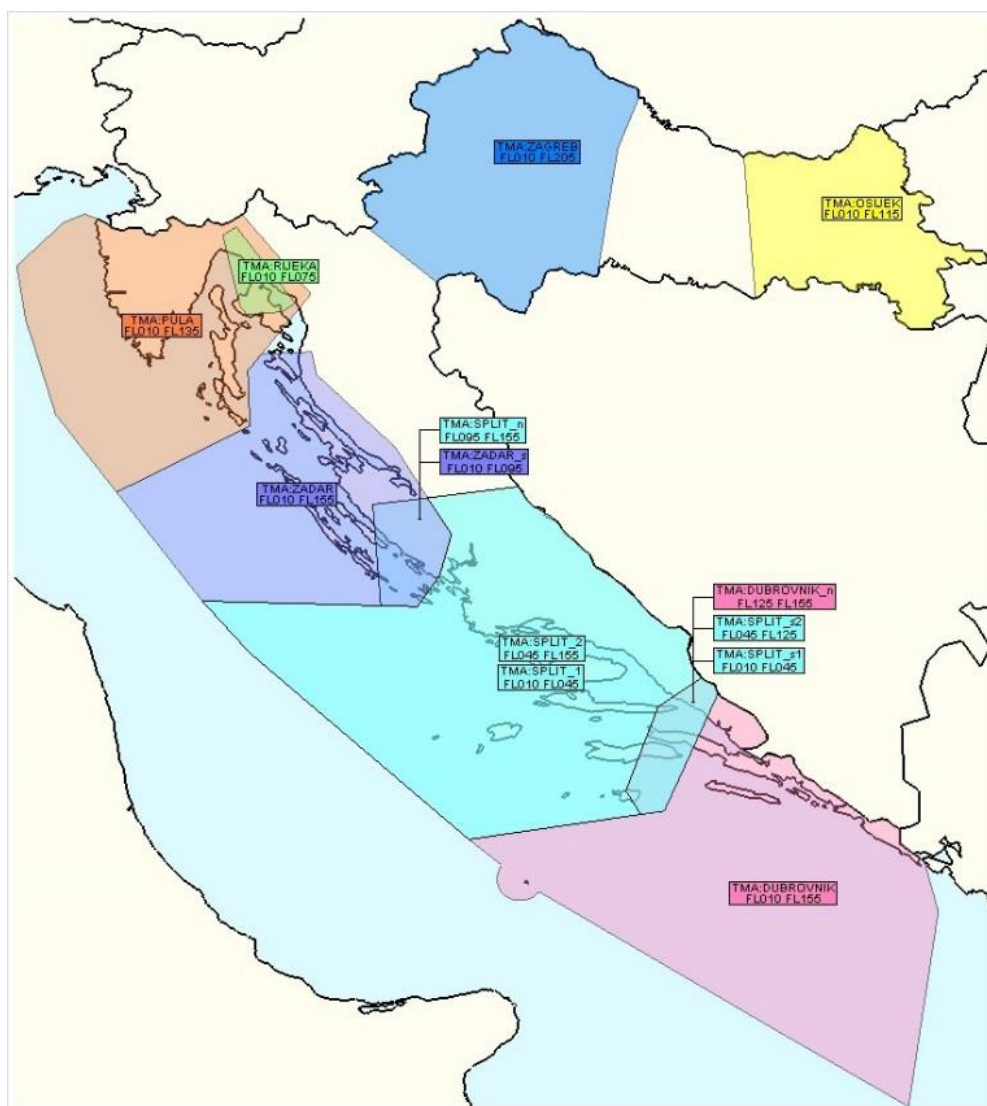 TMA:ZAGREB
FL010 FL205
TMA:OSIJEK
FL010 FL115
TMA:RIJEKA
FL010 FL075
TMA:PULA
FL010 FL135
TMA:SPLIT_n
FL095 FL155
TMA:ZADAR_s
FL010 FL095
TMA:ZADAR
FL010 FL155
TMA:DUBROVNIK_n
FL125 FL155
TMA:SPLIT_s2
FL045 FL125
TMA:SPLIT_s1
FL010 FL045
TMA:SPLIT_2
FL045 FL155
TMA:SPLIT_1
FL010 FL045
TMA:DUBROVNIK
FL010 FL155